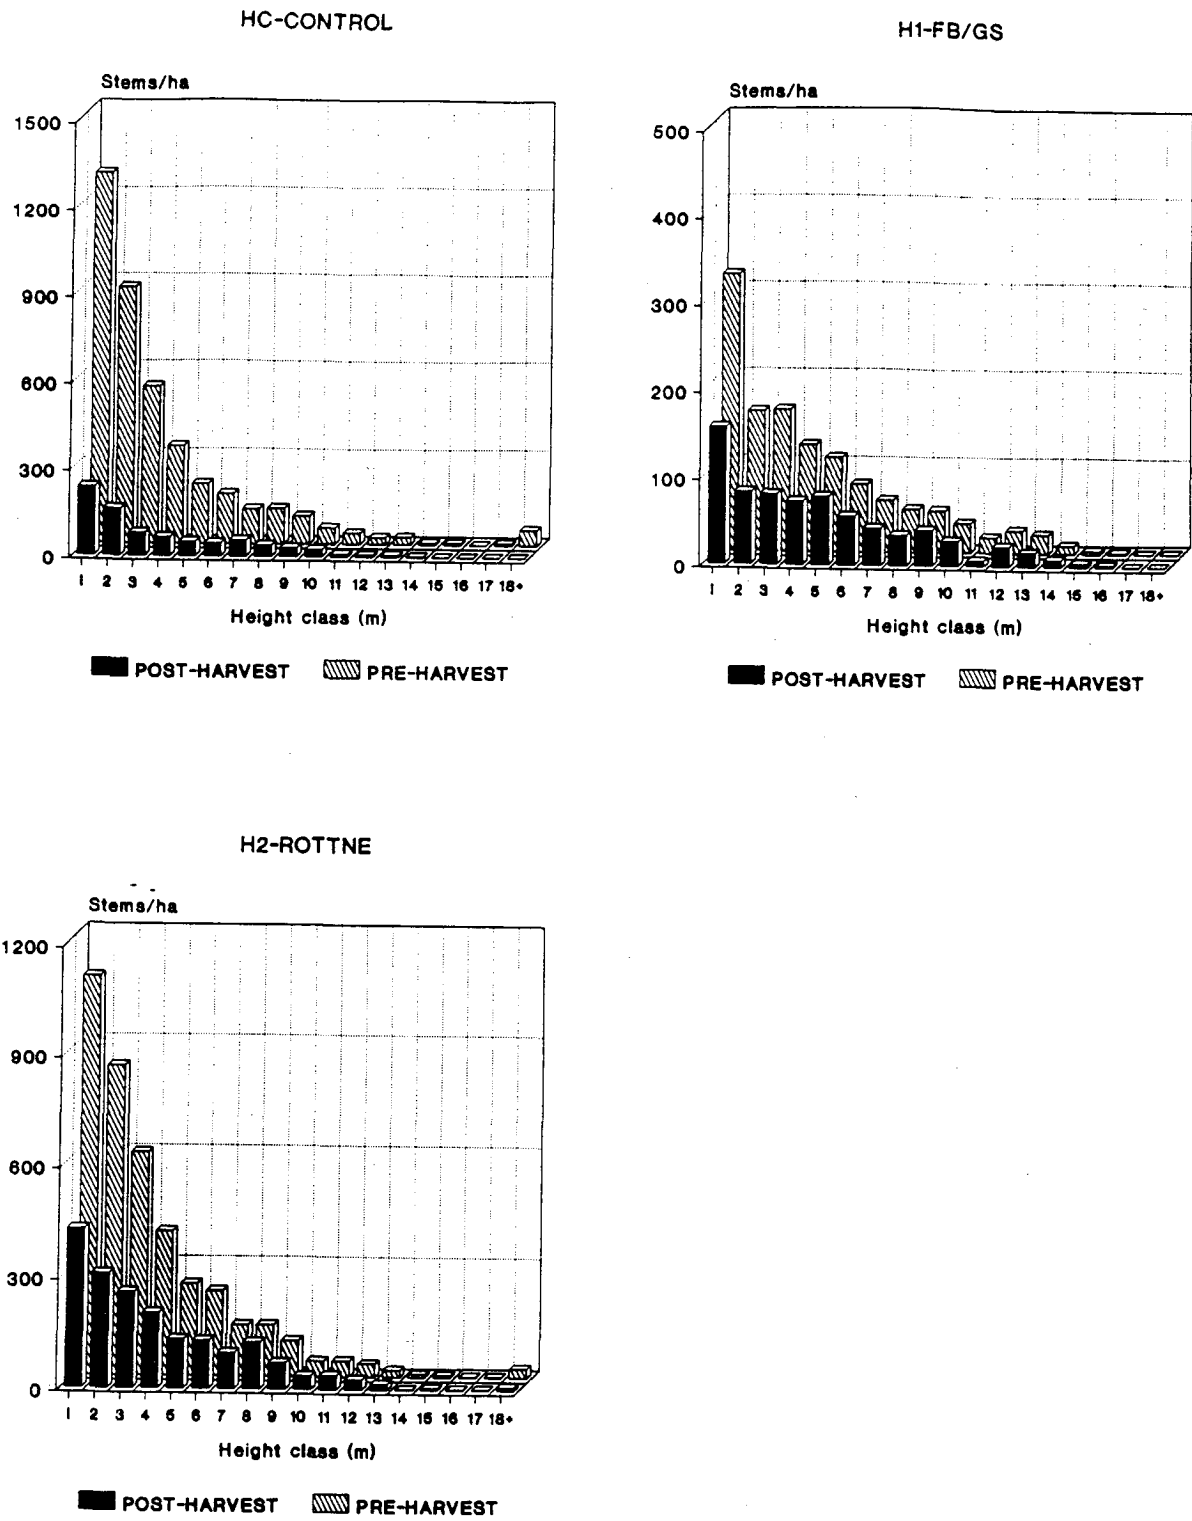 HC-CONTROL
Stems/ha
1500
1200
900
600
300
0
1 2 3 4 5 6 7 8 9 10 11 12 13 14 15 16 17 18+
Height class (m)
POST-HARVEST PRE-HARVEST
H1-FB/GS
Stems/ha
500
400
300
200
100
0
1 2 3 4 5 6 7 8 9 10 11 12 13 14 15 16 17 18+
Height class (m)
POST-HARVEST PRE-HARVEST
H2-ROTTNE
Stems/ha
1200
900
600
300
0
1 2 3 4 5 6 7 8 9 10 11 12 13 14 15 16 17 18+
Height class (m)
POST-HARVEST PRE-HARVEST